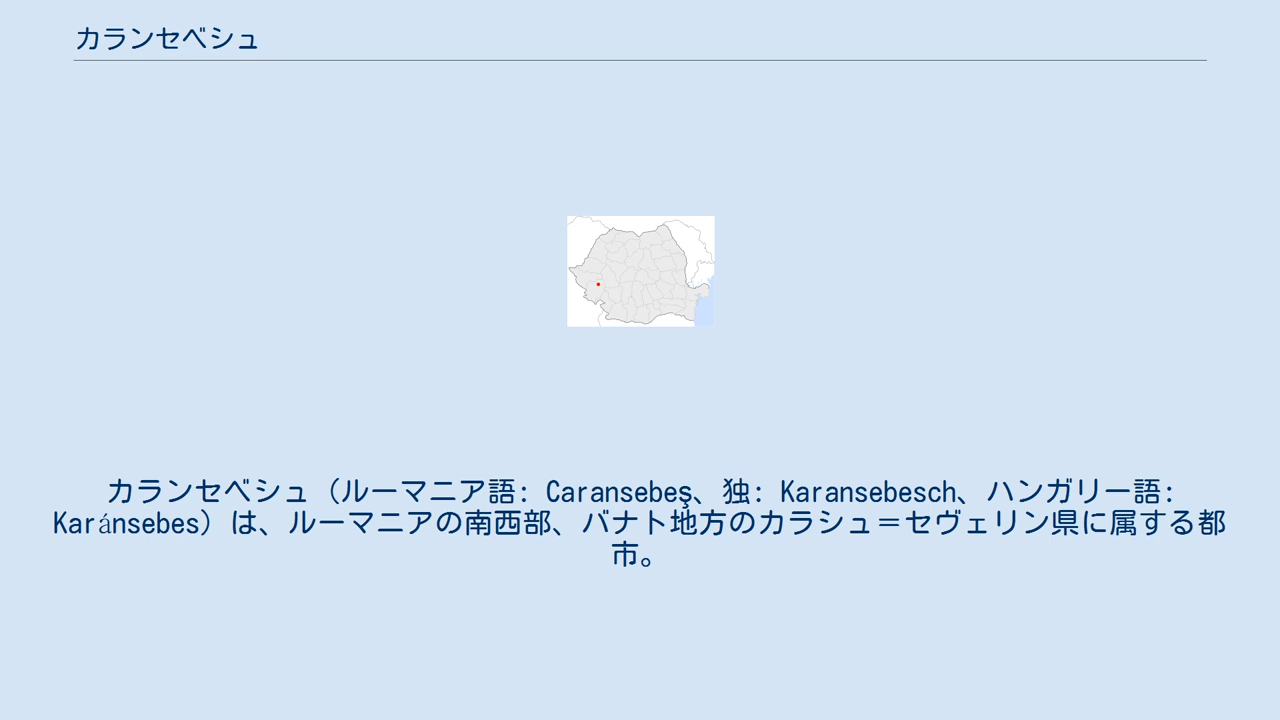 カランセベシュ
カランセベシュ（ルーマニア語: Caransebeş、独: Karansebesch、ハンガリー語:
Karánsebes）は、ルーマニアの南西部、バナト地方のカラシュ＝セヴェリン県に属する都
市。